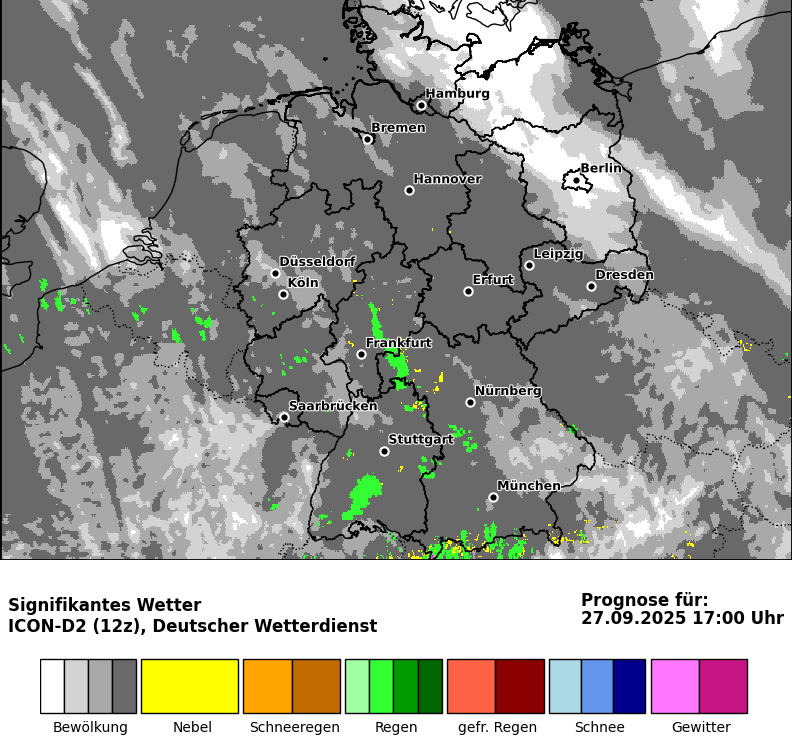 Hamburg
Bremen
Berlin
Hannover
Leipzig
Düsseldorf
Dresden
Erfurt
Köln
Frankfurt
Nürnberg
Saarbrücken
Stuttgart
München
Signifikantes Wetter
ICON-D2 (12z), Deutscher Wetterdienst
Prognose für:
27.09.2025 17:00 Uhr
Bewölkung Nebel Schneeregen Regen gefr. Regen Schnee Gewitter